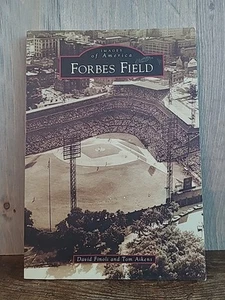 IMAGES
of America
FORBES FIELD
David Finoli and Tom Aikens